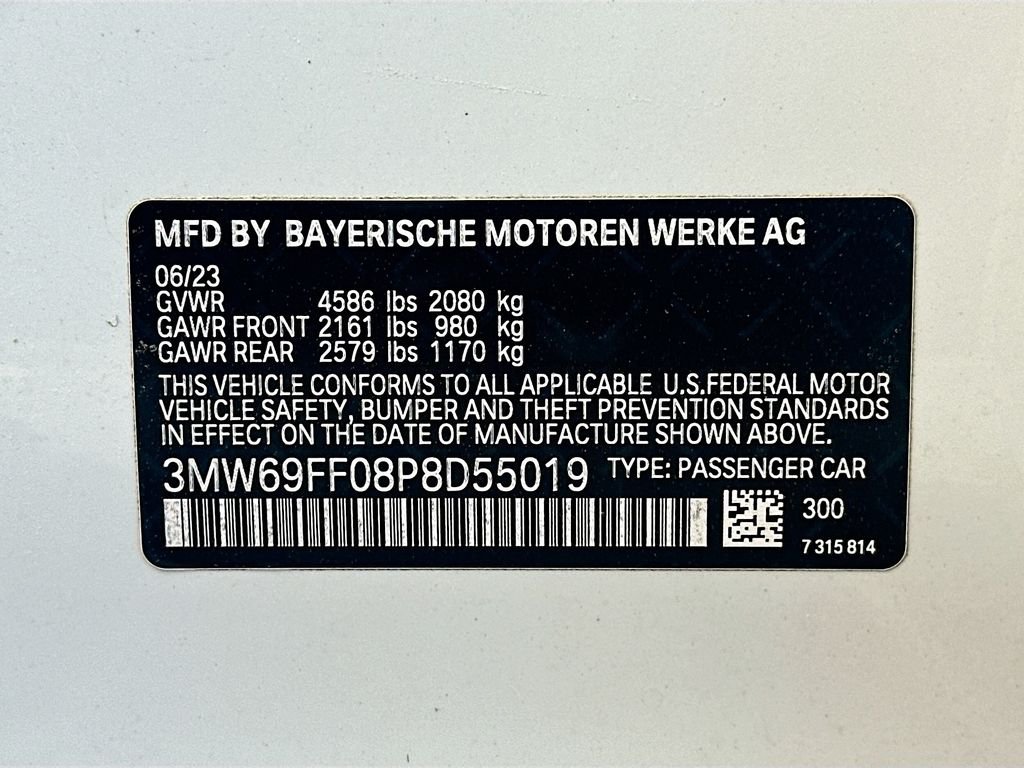 MFD BY BAYERISCHE MOTOREN WERKE AG
06/23
GVWR 4586 lbs 2080 kg
GAWR FRONT 2161 lbs 980 kg
GAWR REAR 2579 lbs 1170 kg
THIS VEHICLE CONFORMS TO ALL APPLICABLE U.S.FEDERAL MOTOR
VEHICLE SAFETY, BUMPER AND THEFT PREVENTION STANDARDS
IN EFFECT ON THE DATE OF MANUFACTURE SHOWN ABOVE.
3MW69FF08P8D55019 TYPE: PASSENGER CAR
300
7 315 814